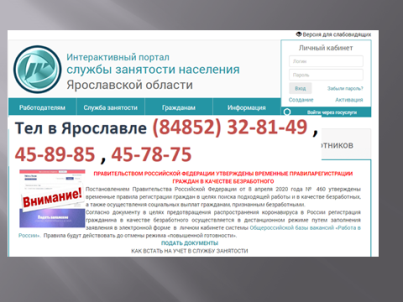 Версия для слабовидящих
Интерактивный портал
службы занятости населения
Ярославской области
Личный кабинет
Логин
Пароль
Вход Забыли пароль?
Создание Активация
Войти через госуслуги
Работодателям Служба занятости Гражданам Информация
Тел в Ярославле (84852) 32-81-49 ,
45-89-85 , 45-78-75
ОТНИКОВ
Внимание!
ПРАВИТЕЛЬСТВОМ РОССИЙСКОЙ ФЕДЕРАЦИИ УТВЕРЖДЕНЫ ВРЕМЕННЫЕ ПРАВИЛАРЕГИСТРАЦИИ
ГРАЖДАН В КАЧЕСТВЕ БЕЗРАБОТНОГО
Постановлением Правительства Российской Федерации от 8 апреля 2020 года № 460 утверждены
временные правила регистрации граждан в целях поиска подходящей работы и в качестве безработных,
а также осуществления социальных выплат гражданам, признанным безработными.
Согласно документу в целях предотвращения распространения коронавируса в России регистрация
гражданина в качестве безработного осуществляется в дистанционном режиме путем заполнения
заявления в электронной форме в личном кабинете системы Общероссийской базы вакансий «Работа в
России». Правила будут действовать до отмены режима «повышенной готовности».
ПОДАТЬ ДОКУМЕНТЫ
КАК ВСТАТЬ НА УЧЕТ В СЛУЖБУ ЗАНЯТОСТИ